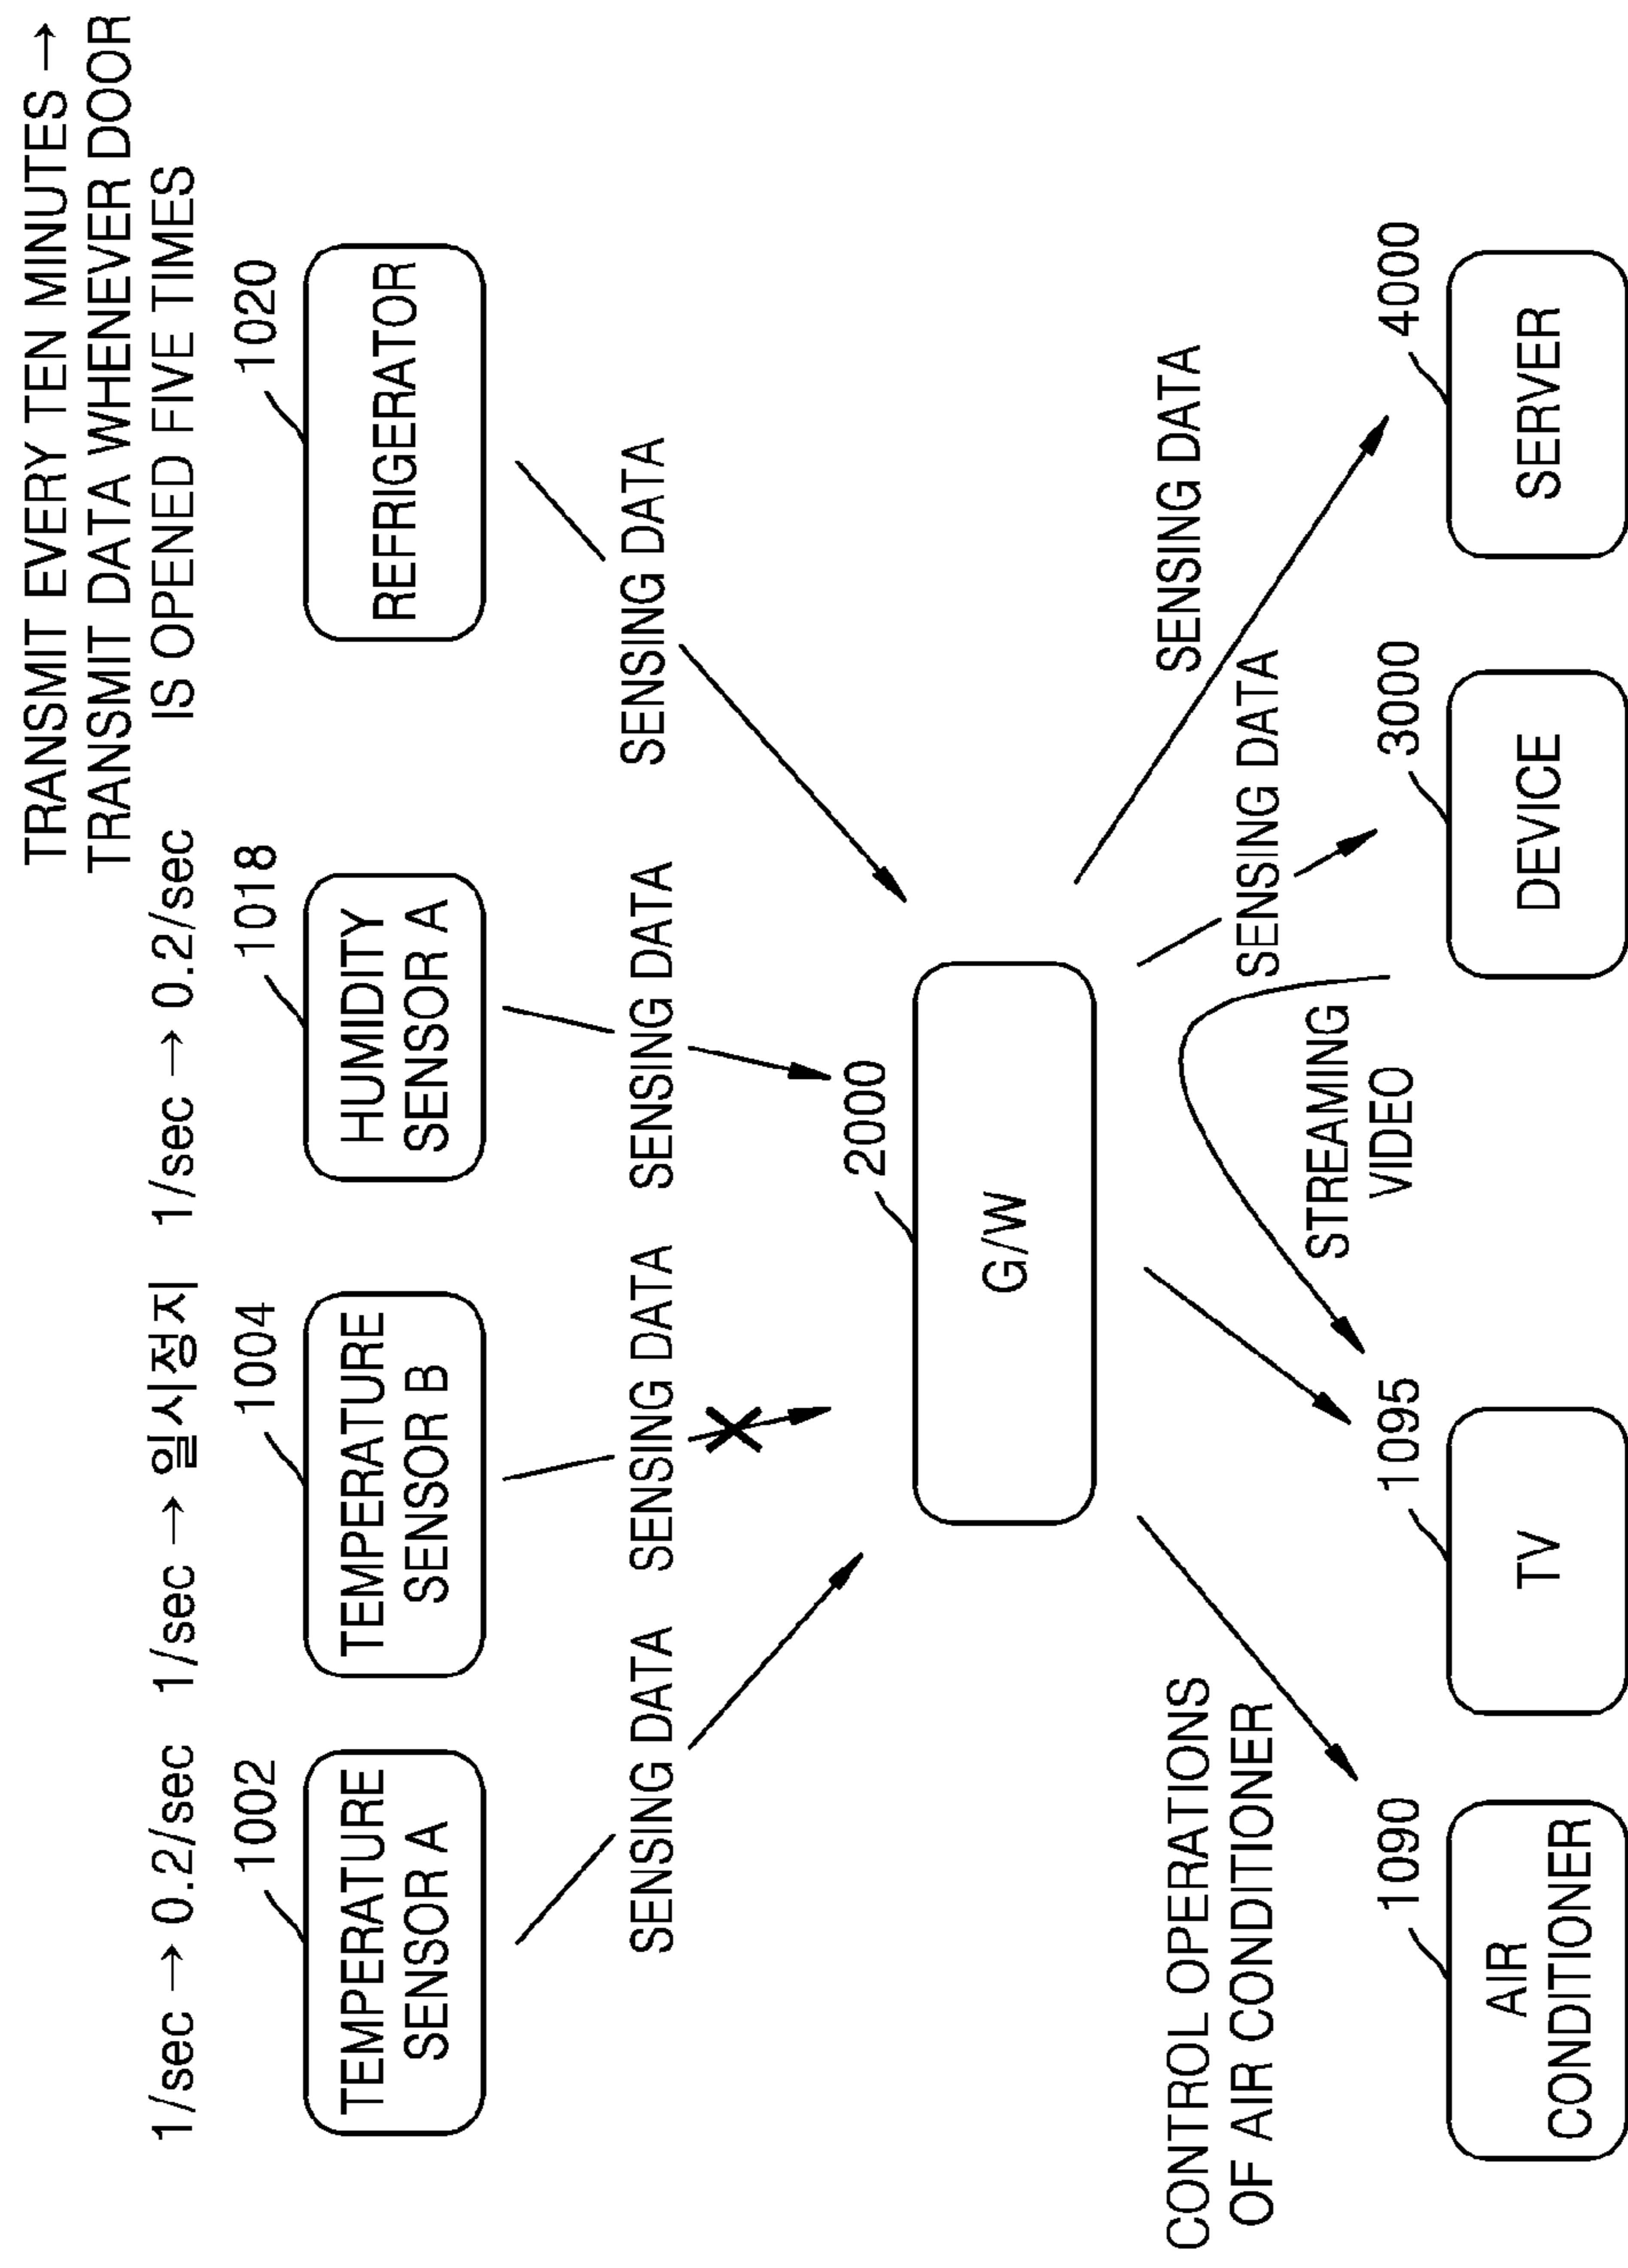 TRANSMIT EVERY TEN MINUTES →
TRANSMIT DATA WHENEVER DOOR
IS OPENED FIVE TIMES
1/sec → 0.2/sec
1/sec → 일시정지
1/sec → 0.2/sec
1002
1004
1018
1020
TEMPERATURE
SENSOR A
TEMPERATURE
SENSOR B
HUMIDITY
SENSOR A
REFRIGERATOR
SENSING DATA
SENSING DATA
SENSING DATA
SENSING DATA
2000
G/W
CONTROL OPERATIONS
OF AIR CONDITIONER
SENSING DATA
SENSING DATA
STREAMING
VIDEO
1090
1095
3000
4000
AIR
CONDITIONER
TV
DEVICE
SERVER